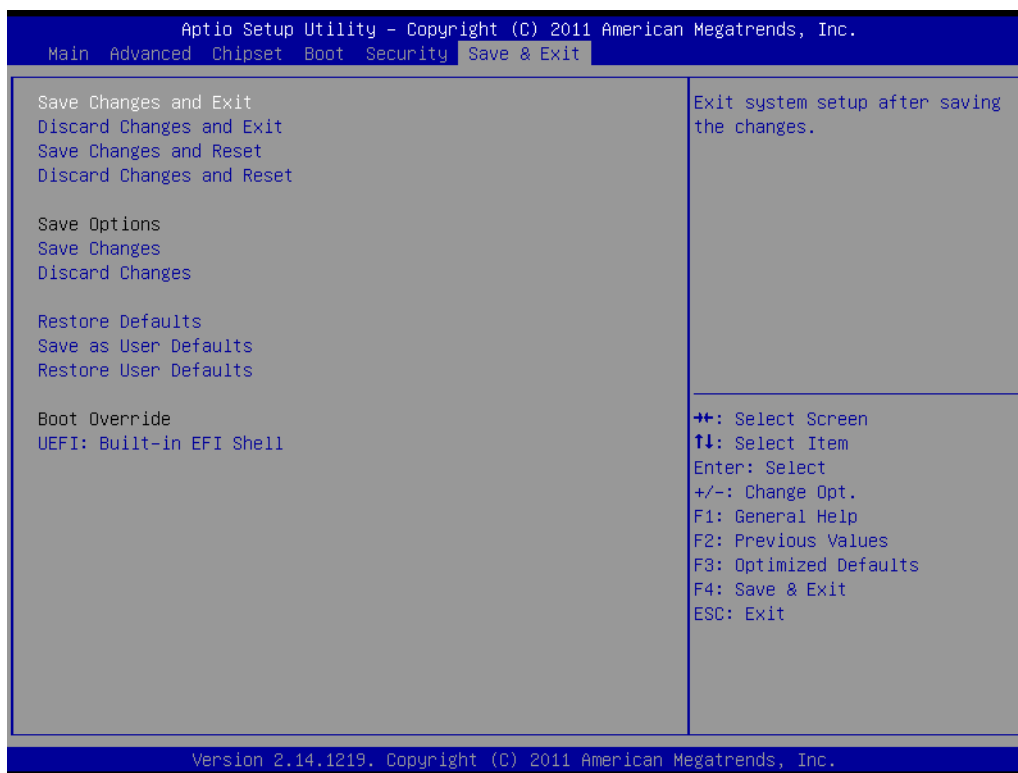 Aptio Setup Utility – Copyright (C) 2011 American Megatrends, Inc.
Main Advanced Chipset Boot Security Save & Exit
Save Changes and Exit
Discard Changes and Exit
Save Changes and Reset
Discard Changes and Reset
Save Options
Save Changes
Discard Changes
Restore Defaults
Save as User Defaults
Restore User Defaults
Boot Override
UEFI: Built-in EFI Shell
Exit system setup after saving
the changes.
→←: Select Screen
↑↓: Select Item
Enter: Select
+/-: Change Opt.
F1: General Help
F2: Previous Values
F3: Optimized Defaults
F4: Save & Exit
ESC: Exit
Version 2.14.1219. Copyright (C) 2011 American Megatrends, Inc.